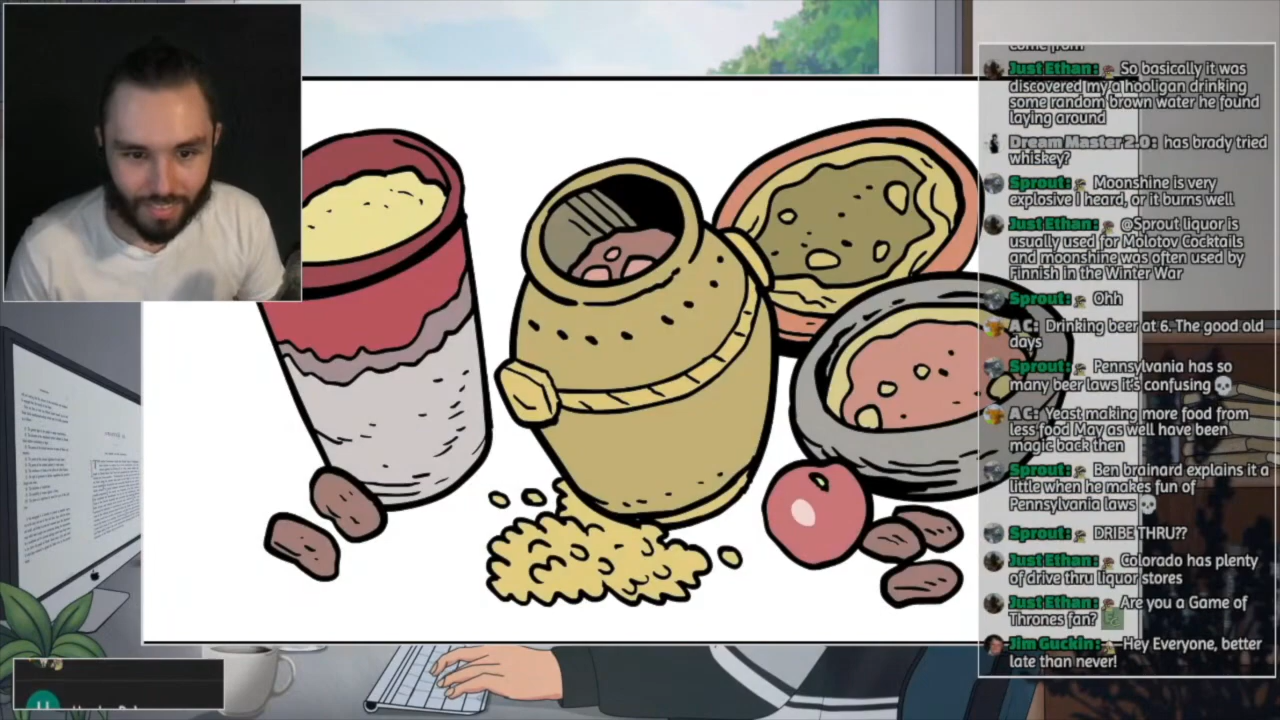 come from
Just Ethan: So basically it was
discovered my a hooligan drinking
some random brown water he found
laying around
Dream Master 2.0: has brady tried
whiskey?
Sprout: Moonshine is very
explosive I heard, or it burns well
Just Ethan: @Sprout liquor is
usually used for Molotov Cocktails
and moonshine was often used by
Finnish in the Winter War
Sprout: Ohh
A C: Drinking beer at 6. The good old
days
Sprout: Pennsylvania has so
many beer laws it's confusing 💀
A C: Yeast making more food from
less food May as well have been
magic back then
Sprout: Ben brainard explains it a
little when he makes fun of
Pennsylvania laws 💀
Sprout: DRIBE THRU??
Just Ethan: Colorado has plenty
of drive thru liquor stores
Just Ethan: Are you a Game of
Thrones fan?
Jim Guckin: Hey Everyone, better
late than never!